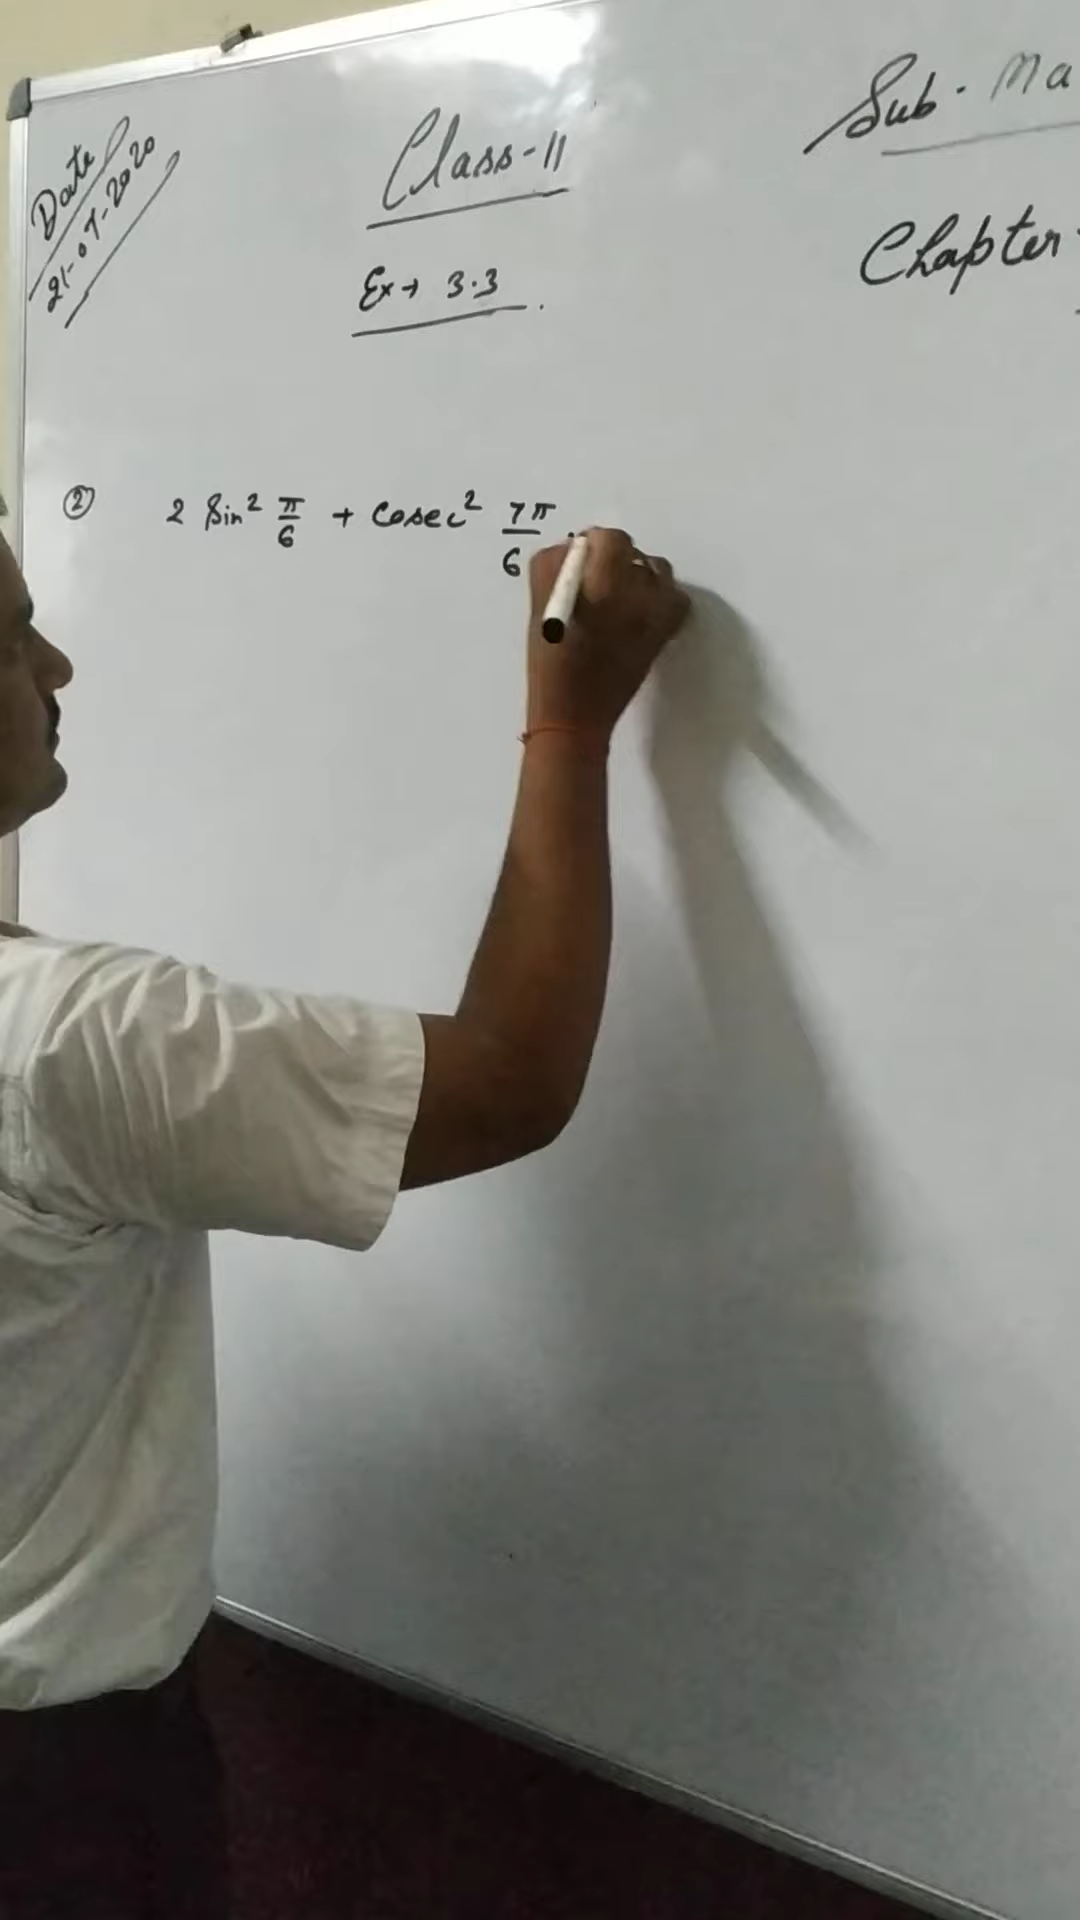 Date
21-07-2020
Class-11
Ex → 3.3
Sub. Ma
Chapter
② 2 Sin² π/6 + Cosec² 7π/6